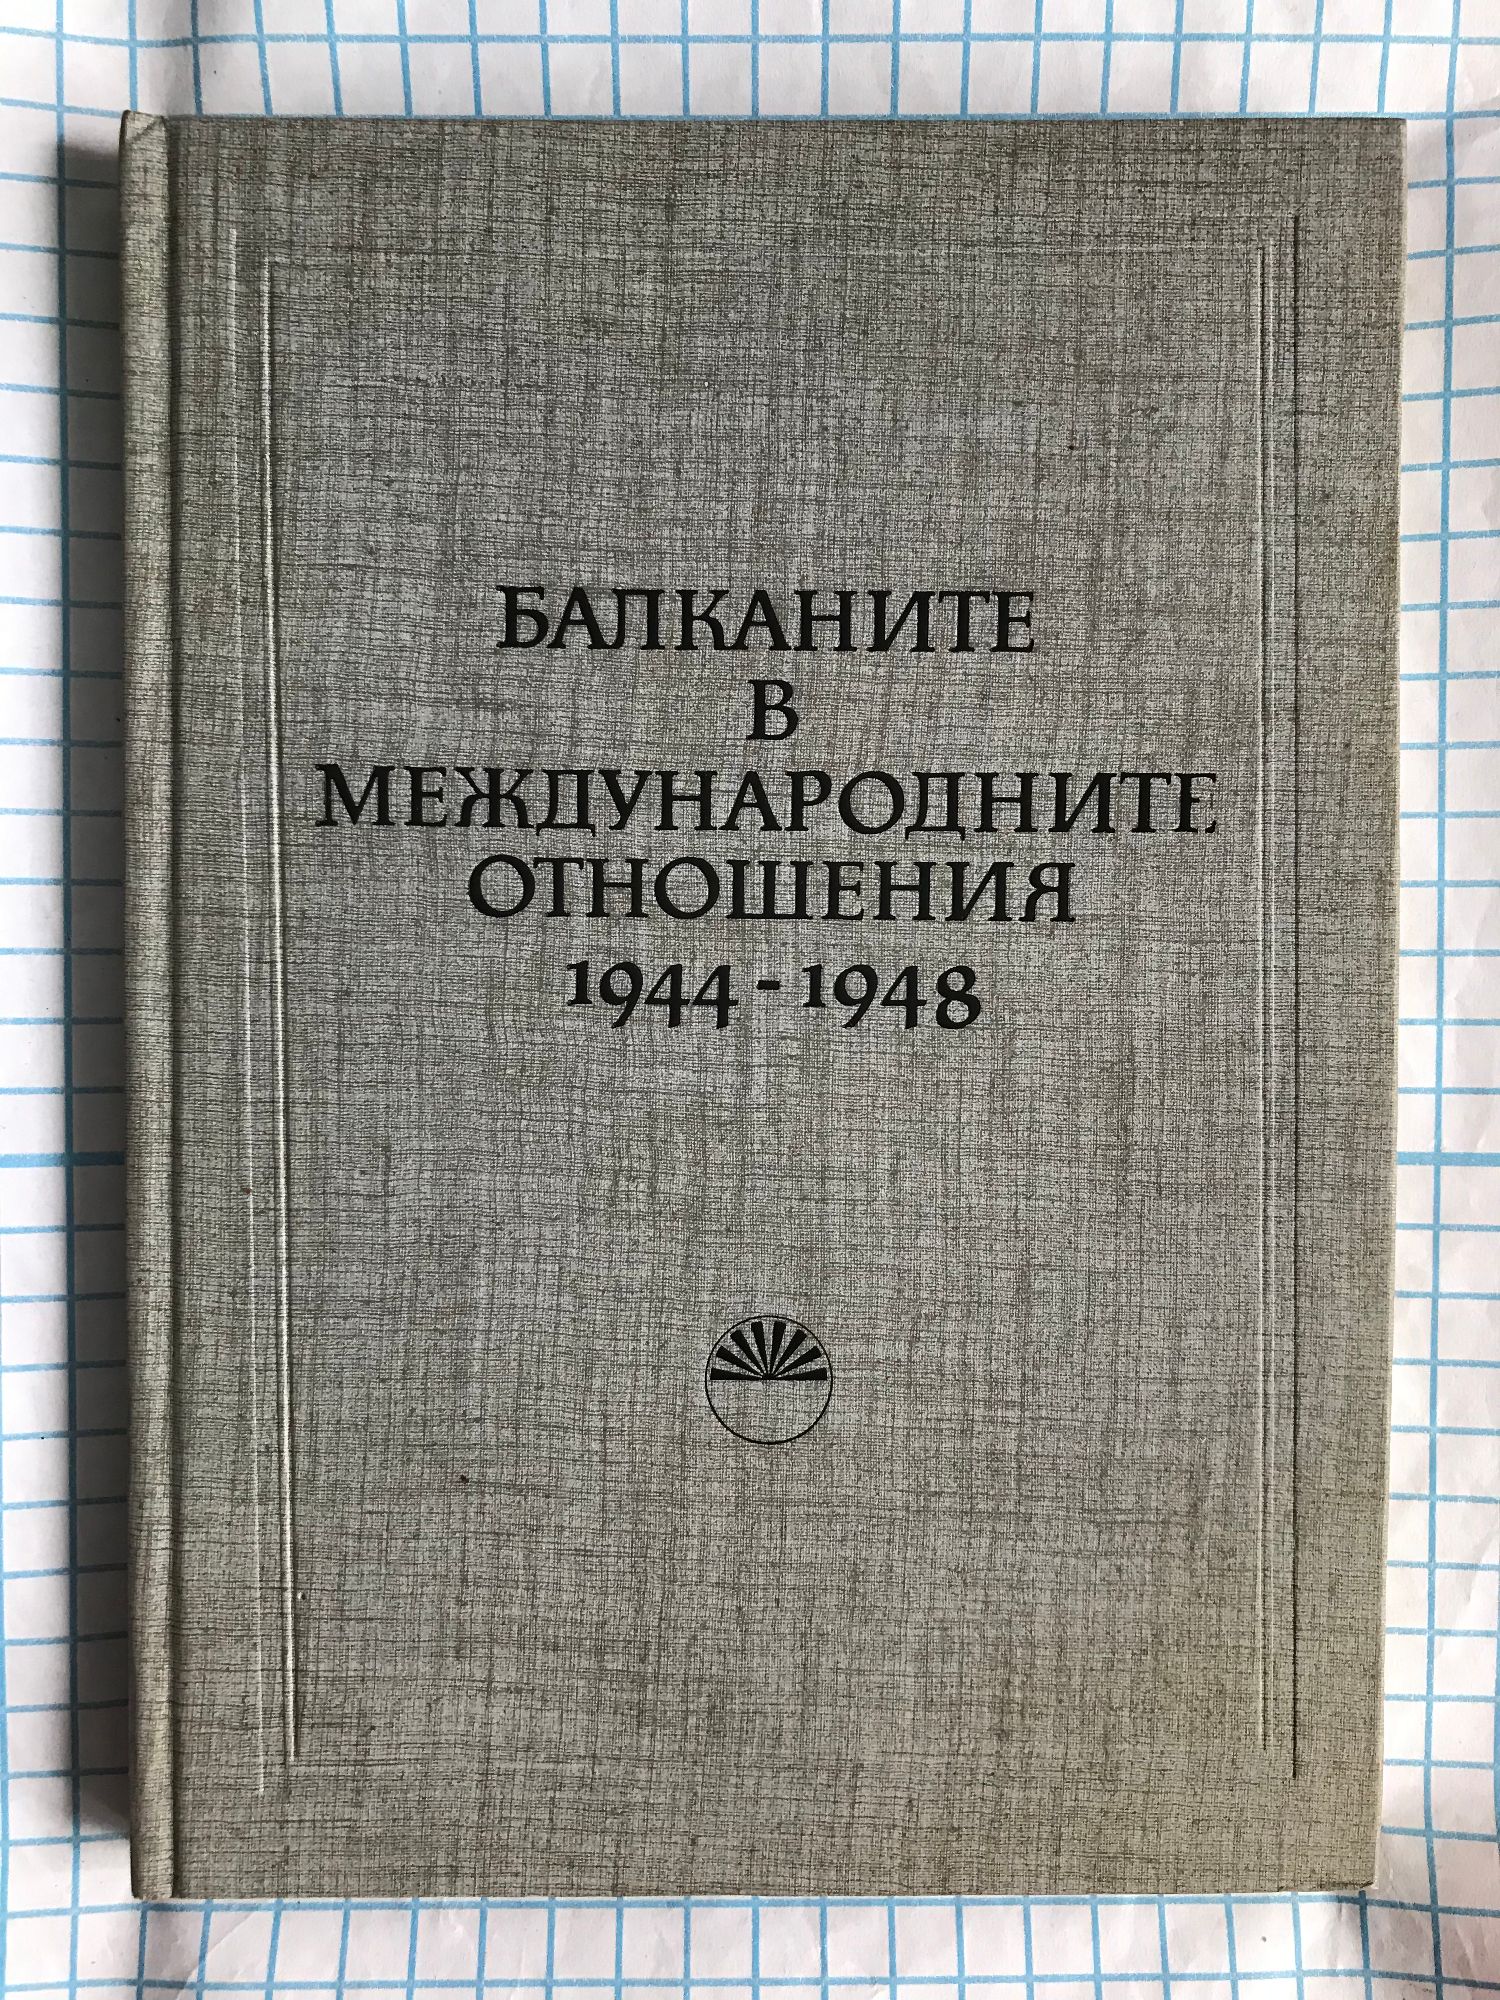 БАЛКАНИТЕ
В
МЕЖДУНАРОДНИТЕ
ОТНОШЕНИЯ
1944-1948